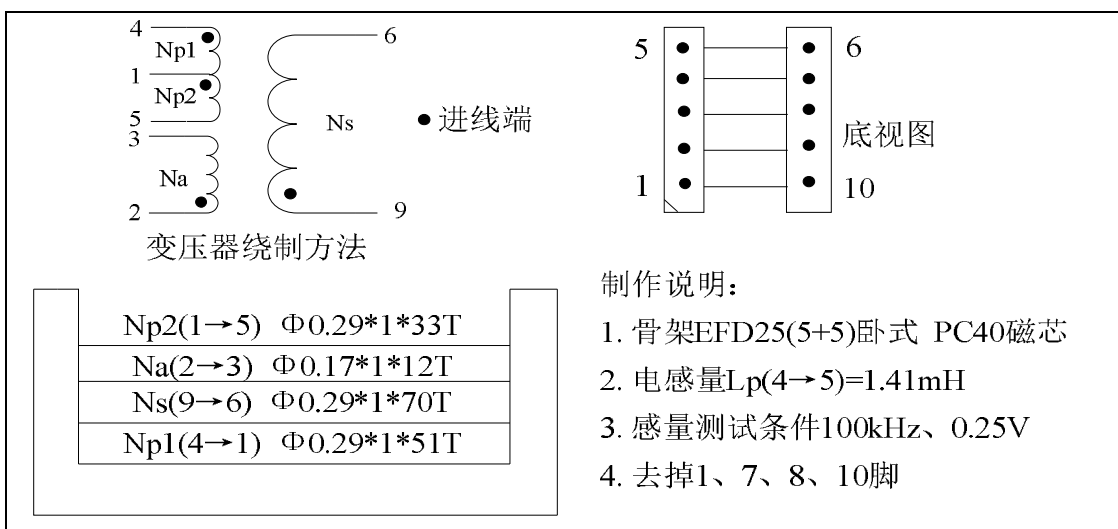 4
Np1
1
Np2
5
3
Na
2
6
Ns
9
●进线端
变压器绕制方法
5
6
1
10
底视图
Np2(1→5) Φ0.29*1*33T
Na(2→3) Φ0.17*1*12T
Ns(9→6) Φ0.29*1*70T
Np1(4→1) Φ0.29*1*51T
制作说明：
1. 骨架EFD25(5+5)卧式 PC40磁芯
2. 电感量Lp(4→5)=1.41mH
3. 感量测试条件100kHz、0.25V
4. 去掉1、7、8、10脚